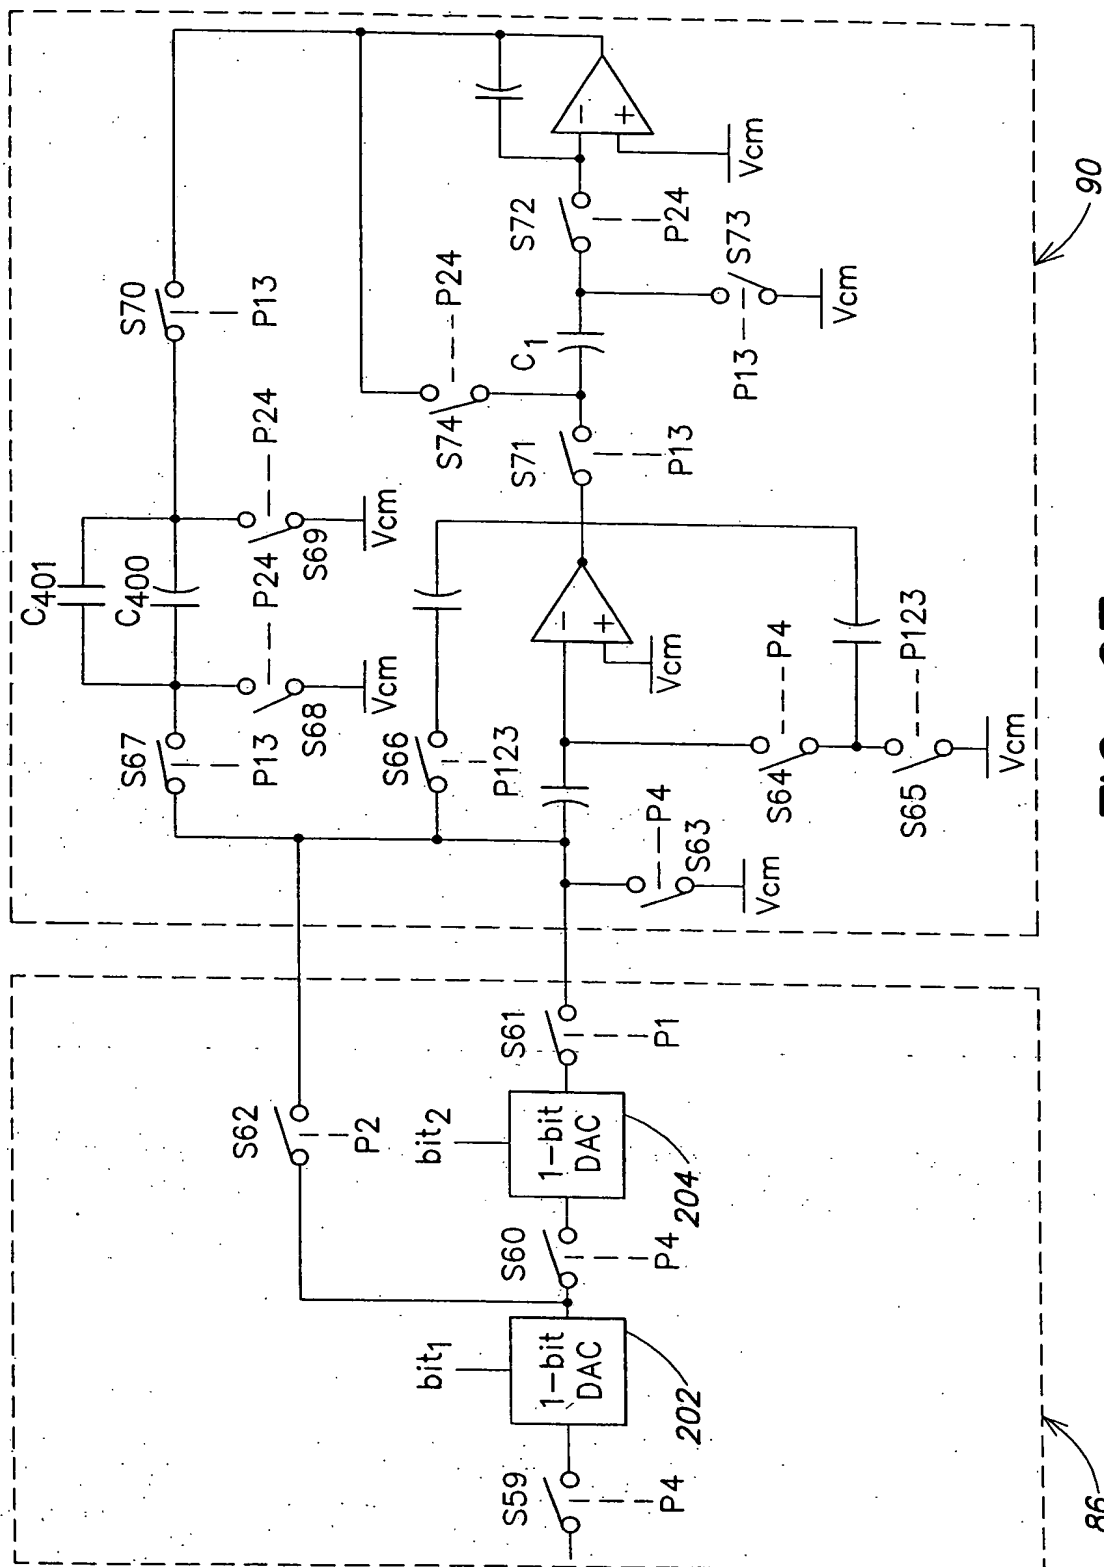 S70
P13
C401
C400
P24
S69
Vcm
P24
S68
Vcm
S67
P13
S74
P24
S66
P123
S62
P2
S72
P24
C1
P13
S73
Vcm
S71
P13
−
+
Vcm
−
+
Vcm
S64
P4
S65
P123
Vcm
P4
S63
Vcm
90
bit1
bit2
S59
P4
1-bit
DAC
202
S60
P4
1-bit
DAC
204
S61
P1
86